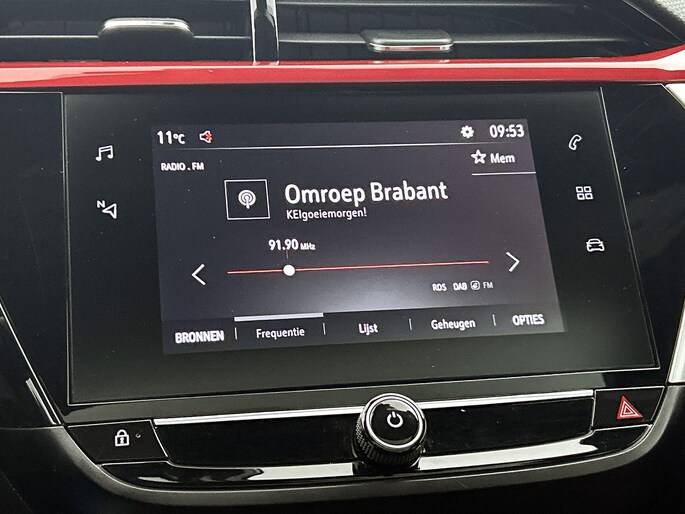 11°C
09:53
RADIO . FM
Mem
Omroep Brabant
KEIgoeiemorgen!
91.90 MHz
RDS DAB FM
BRONNEN Frequentie Lijst Geheugen OPTIES
N